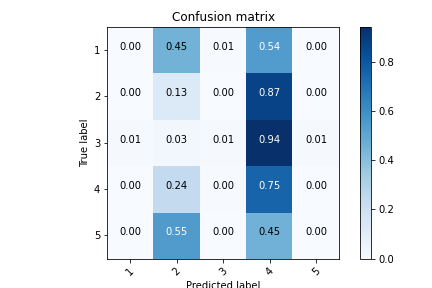 Confusion matrix
1 0.00 0.45 0.01 0.54 0.00
2 0.00 0.13 0.00 0.87 0.00
3 0.01 0.03 0.01 0.94 0.01
4 0.00 0.24 0.00 0.75 0.00
5 0.00 0.55 0.00 0.45 0.00
1 2 3 4 5
True label
Predicted label
0.8
0.6
0.4
0.2
0.0